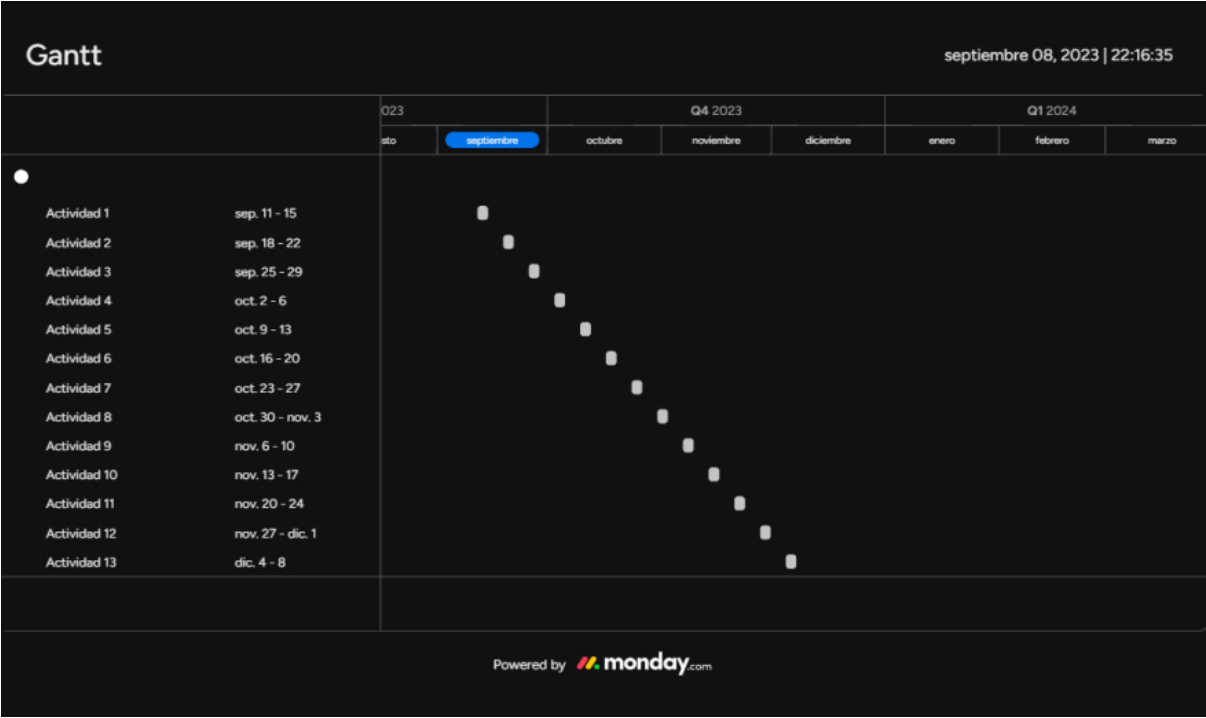 Gantt
septiembre 08, 2023 | 22:16:35
023 Q4 2023 Q1 2024
sto septiembre octubre noviembre diciembre enero febrero marzo
Actividad 1 sep. 11 - 15
Actividad 2 sep. 18 - 22
Actividad 3 sep. 25 - 29
Actividad 4 oct. 2 - 6
Actividad 5 oct. 9 - 13
Actividad 6 oct. 16 - 20
Actividad 7 oct. 23 - 27
Actividad 8 oct. 30 - nov. 3
Actividad 9 nov. 6 - 10
Actividad 10 nov. 13 - 17
Actividad 11 nov. 20 - 24
Actividad 12 nov. 27 - dic. 1
Actividad 13 dic. 4 - 8
Powered by monday.com